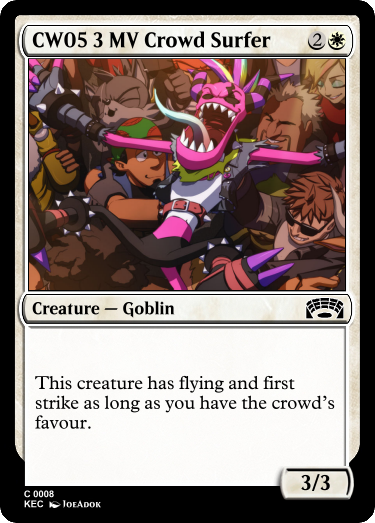 CW05 3 MV Crowd Surfer 2
Creature — Goblin
This creature has flying and first
strike as long as you have the crowd's
favour.
3/3
C 0008
KEC JOEADOK